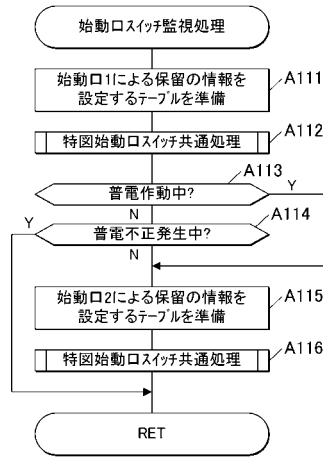 始動口スイッチ監視処理
始動口1による保留の情報を
設定するテーブルを準備
A111
特図始動口スイッチ共通処理
A112
A113
普電作動中?
Y
N
A114
Y
普電不正発生中?
N
始動口2による保留の情報を
設定するテーブルを準備
A115
特図始動口スイッチ共通処理
A116
RET